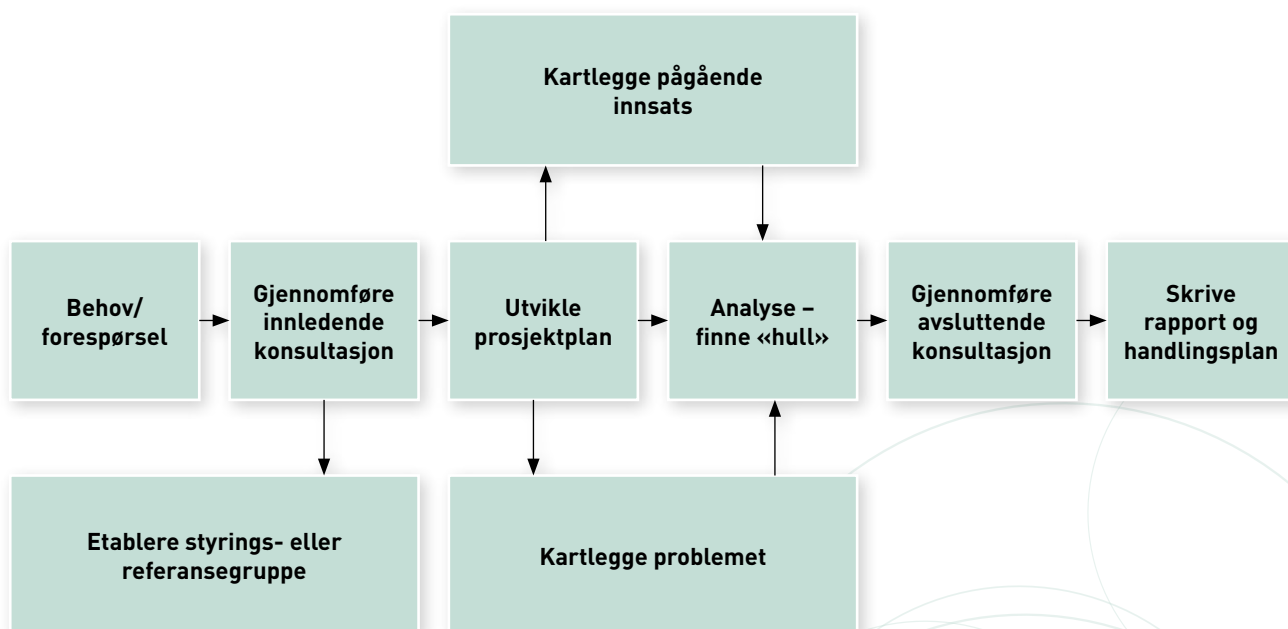 Kartlegge pågående
innsats
Behov/
forespørsel
Gjennomføre
innledende
konsultasjon
Utvikle
prosjektplan
Analyse –
finne «hull»
Gjennomføre
avsluttende
konsultasjon
Skrive
rapport og
handlingsplan
Etablere styrings- eller
referansegruppe
Kartlegge problemet